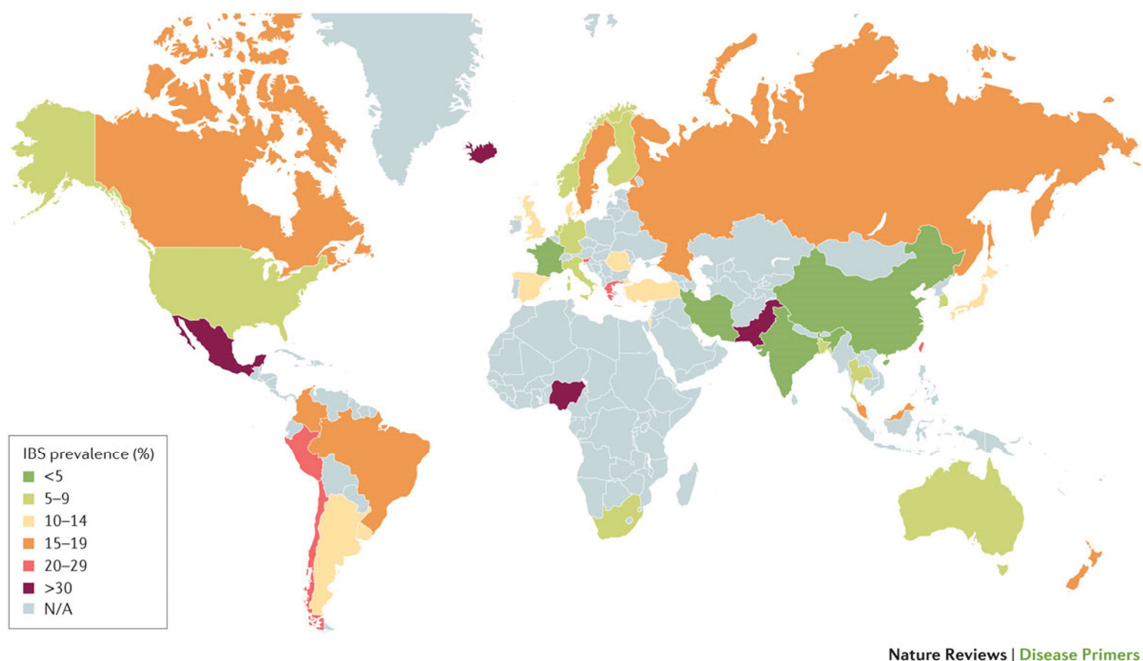 IBS prevalence (%)
<5
5–9
10–14
15–19
20–29
>30
N/A
Nature Reviews | Disease Primers